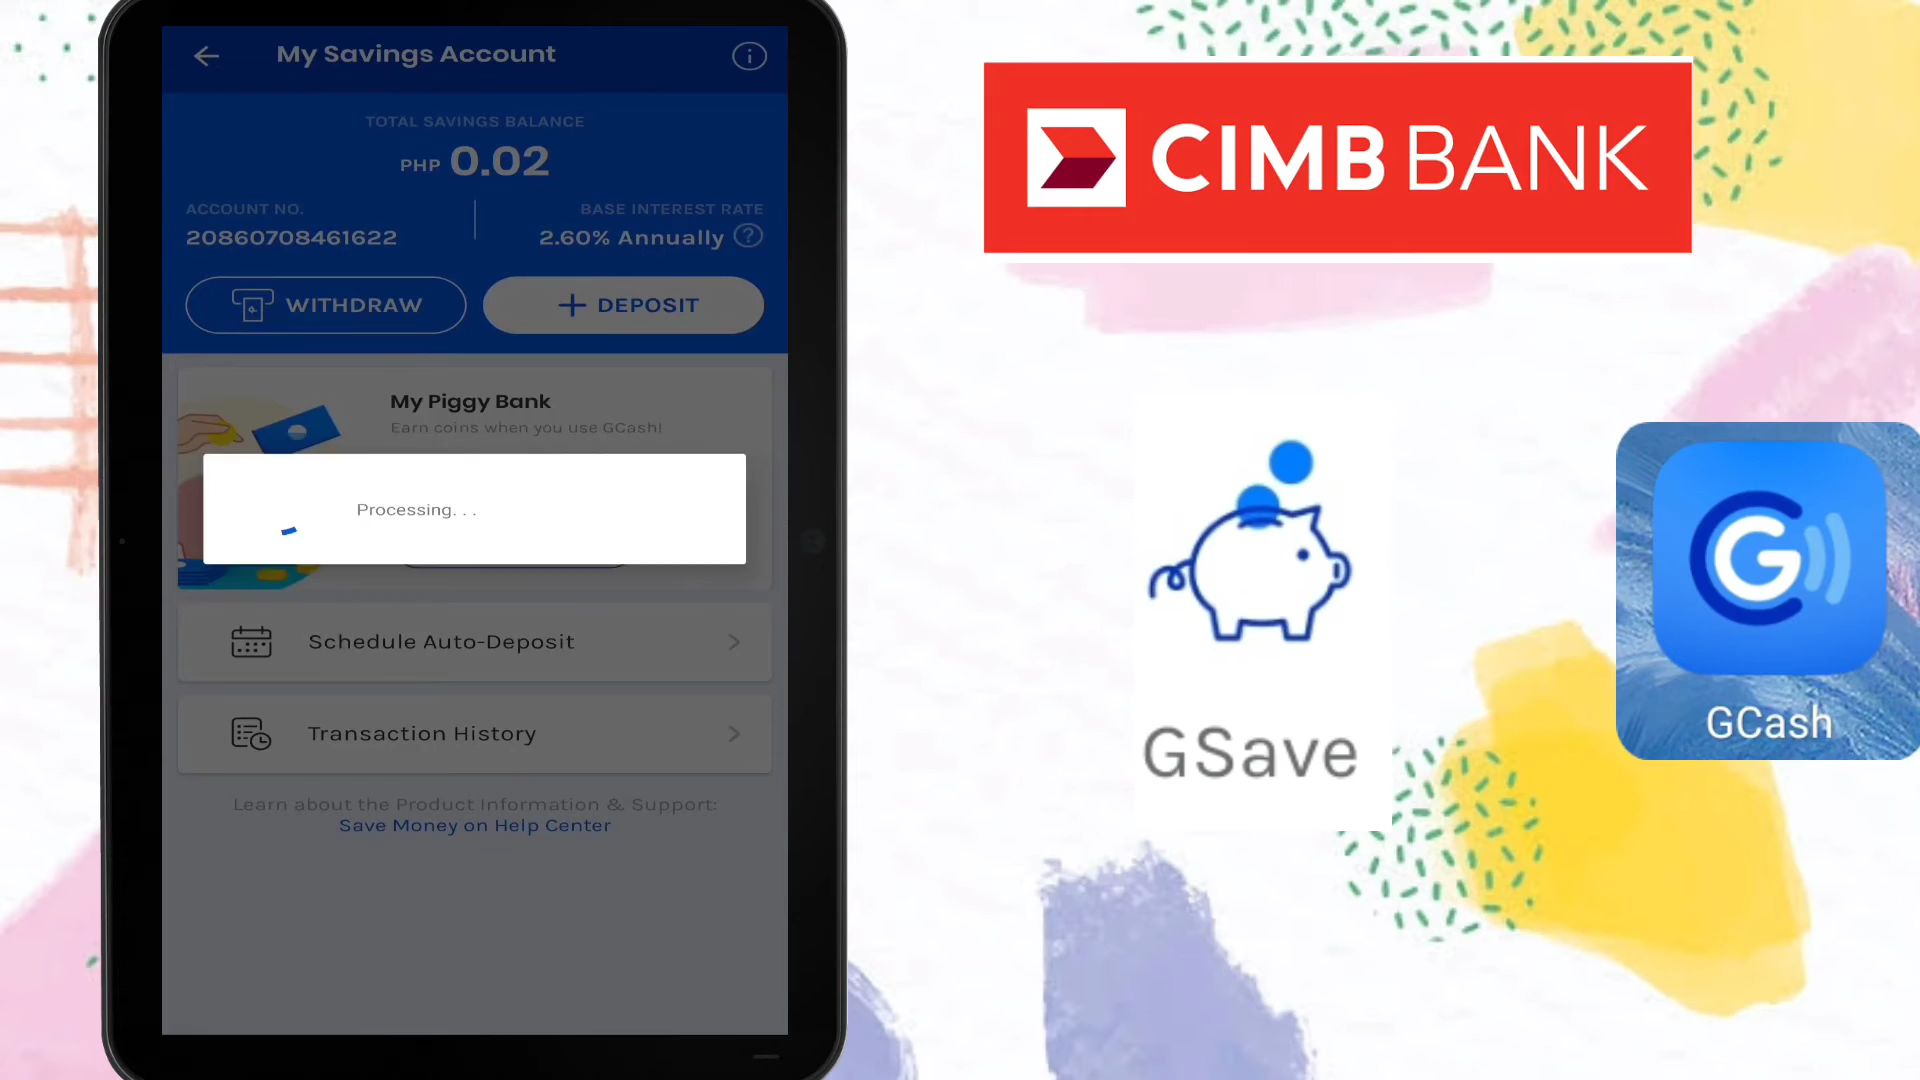 My Savings Account
TOTAL SAVINGS BALANCE
PHP 0.02
ACCOUNT NO.
20860708461622
BASE INTEREST RATE
2.60% Annually
WITHDRAW
+ DEPOSIT
My Piggy Bank
Earn coins when you use GCash!
Processing. . .
Schedule Auto-Deposit
Transaction History
Learn about the Product Information & Support:
Save Money on Help Center
CIMB BANK
GSave
GCash